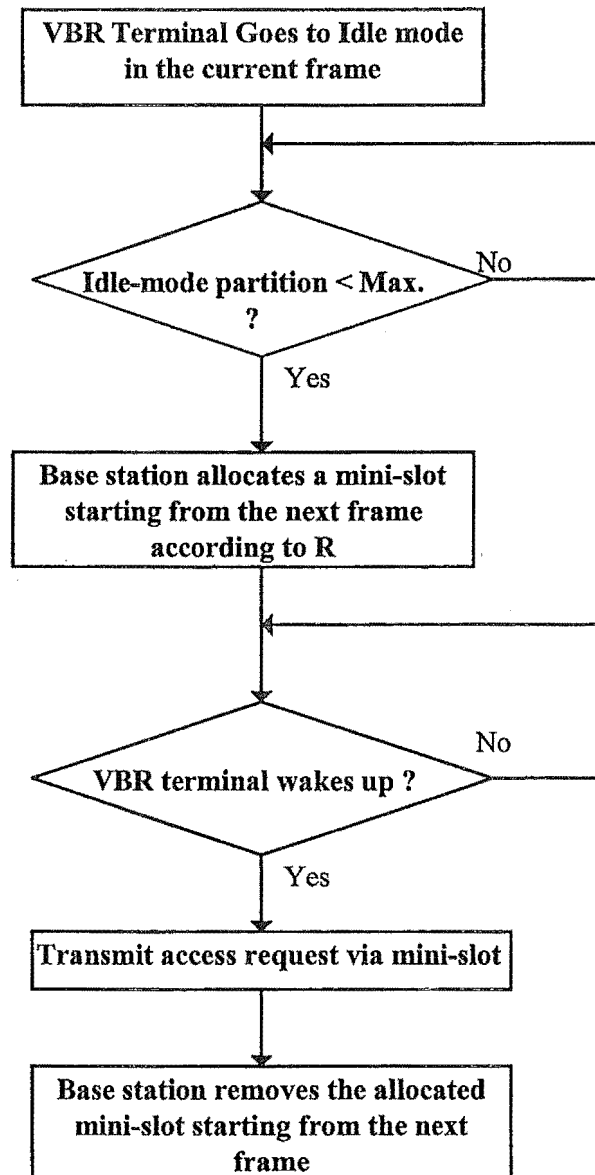 VBR Terminal Goes to Idle mode
in the current frame
No
Idle-mode partition < Max.
?
Yes
Base station allocates a mini-slot
starting from the next frame
according to R
No
VBR terminal wakes up ?
Yes
Transmit access request via mini-slot
Base station removes the allocated
mini-slot starting from the next
frame